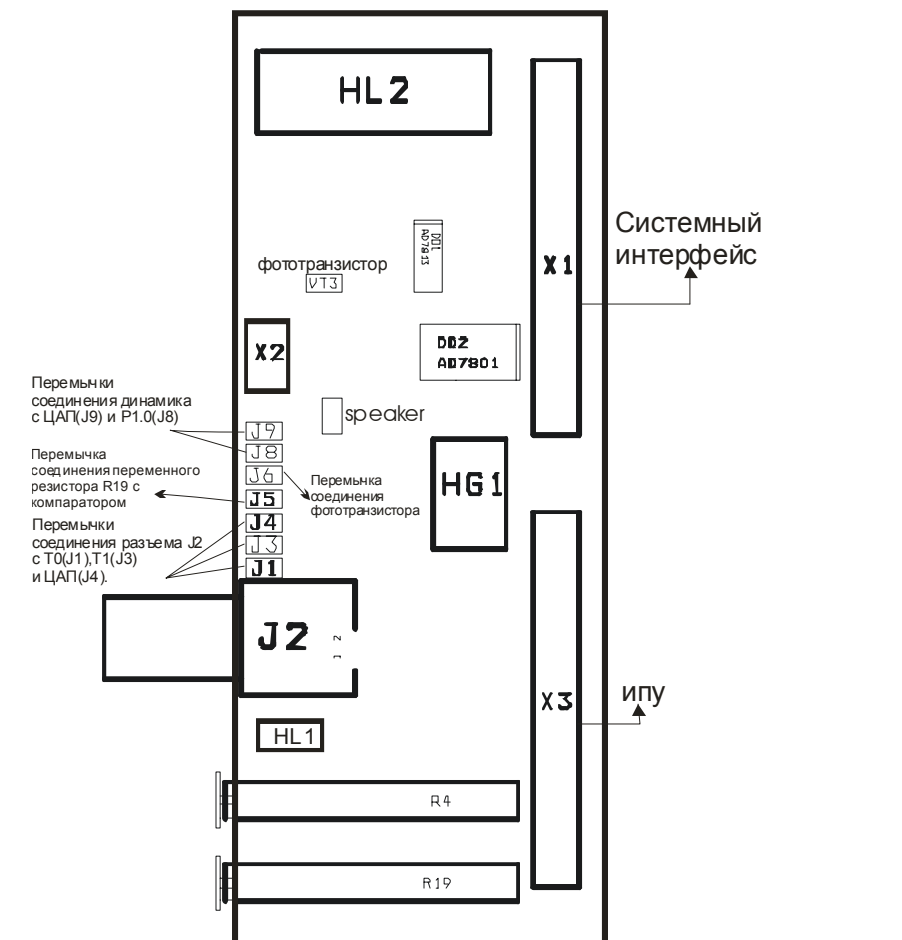 HL2
Системный
интерфейс
X1
DD1
AD7813
фототранзистор
VT3
X2
DD2
AD7801
Перемычки
соединения динамика
с ЦАП(J9) и P1.0(J8)
speaker
J9
J8
J6
J5
J4
J3
J1
Перемычка
соединения переменного
резистора R19 с
компаратором
Перемычка
соединения
фототранзистора
HG1
Перемычки
соединения разъема J2
с T0(J1),T1(J3)
и ЦАП(J4).
J2
2
1
X3
ипу
HL1
R4
R19